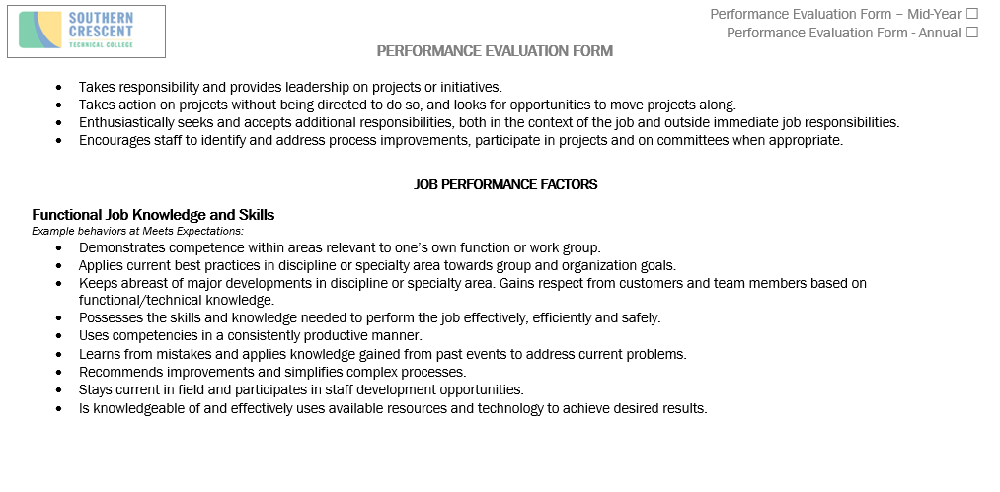 SOUTHERN
CRESCENT
TECHNICAL COLLEGE
Performance Evaluation Form – Mid-Year ☐
Performance Evaluation Form - Annual ☐
PERFORMANCE EVALUATION FORM
• Takes responsibility and provides leadership on projects or initiatives.
• Takes action on projects without being directed to do so, and looks for opportunities to move projects along.
• Enthusiastically seeks and accepts additional responsibilities, both in the context of the job and outside immediate job responsibilities.
• Encourages staff to identify and address process improvements, participate in projects and on committees when appropriate.
JOB PERFORMANCE FACTORS
Functional Job Knowledge and Skills
Example behaviors at Meets Expectations:
• Demonstrates competence within areas relevant to one’s own function or work group.
• Applies current best practices in discipline or specialty area towards group and organization goals.
• Keeps abreast of major developments in discipline or specialty area. Gains respect from customers and team members based on
functional/technical knowledge.
• Possesses the skills and knowledge needed to perform the job effectively, efficiently and safely.
• Uses competencies in a consistently productive manner.
• Learns from mistakes and applies knowledge gained from past events to address current problems.
• Recommends improvements and simplifies complex processes.
• Stays current in field and participates in staff development opportunities.
• Is knowledgeable of and effectively uses available resources and technology to achieve desired results.